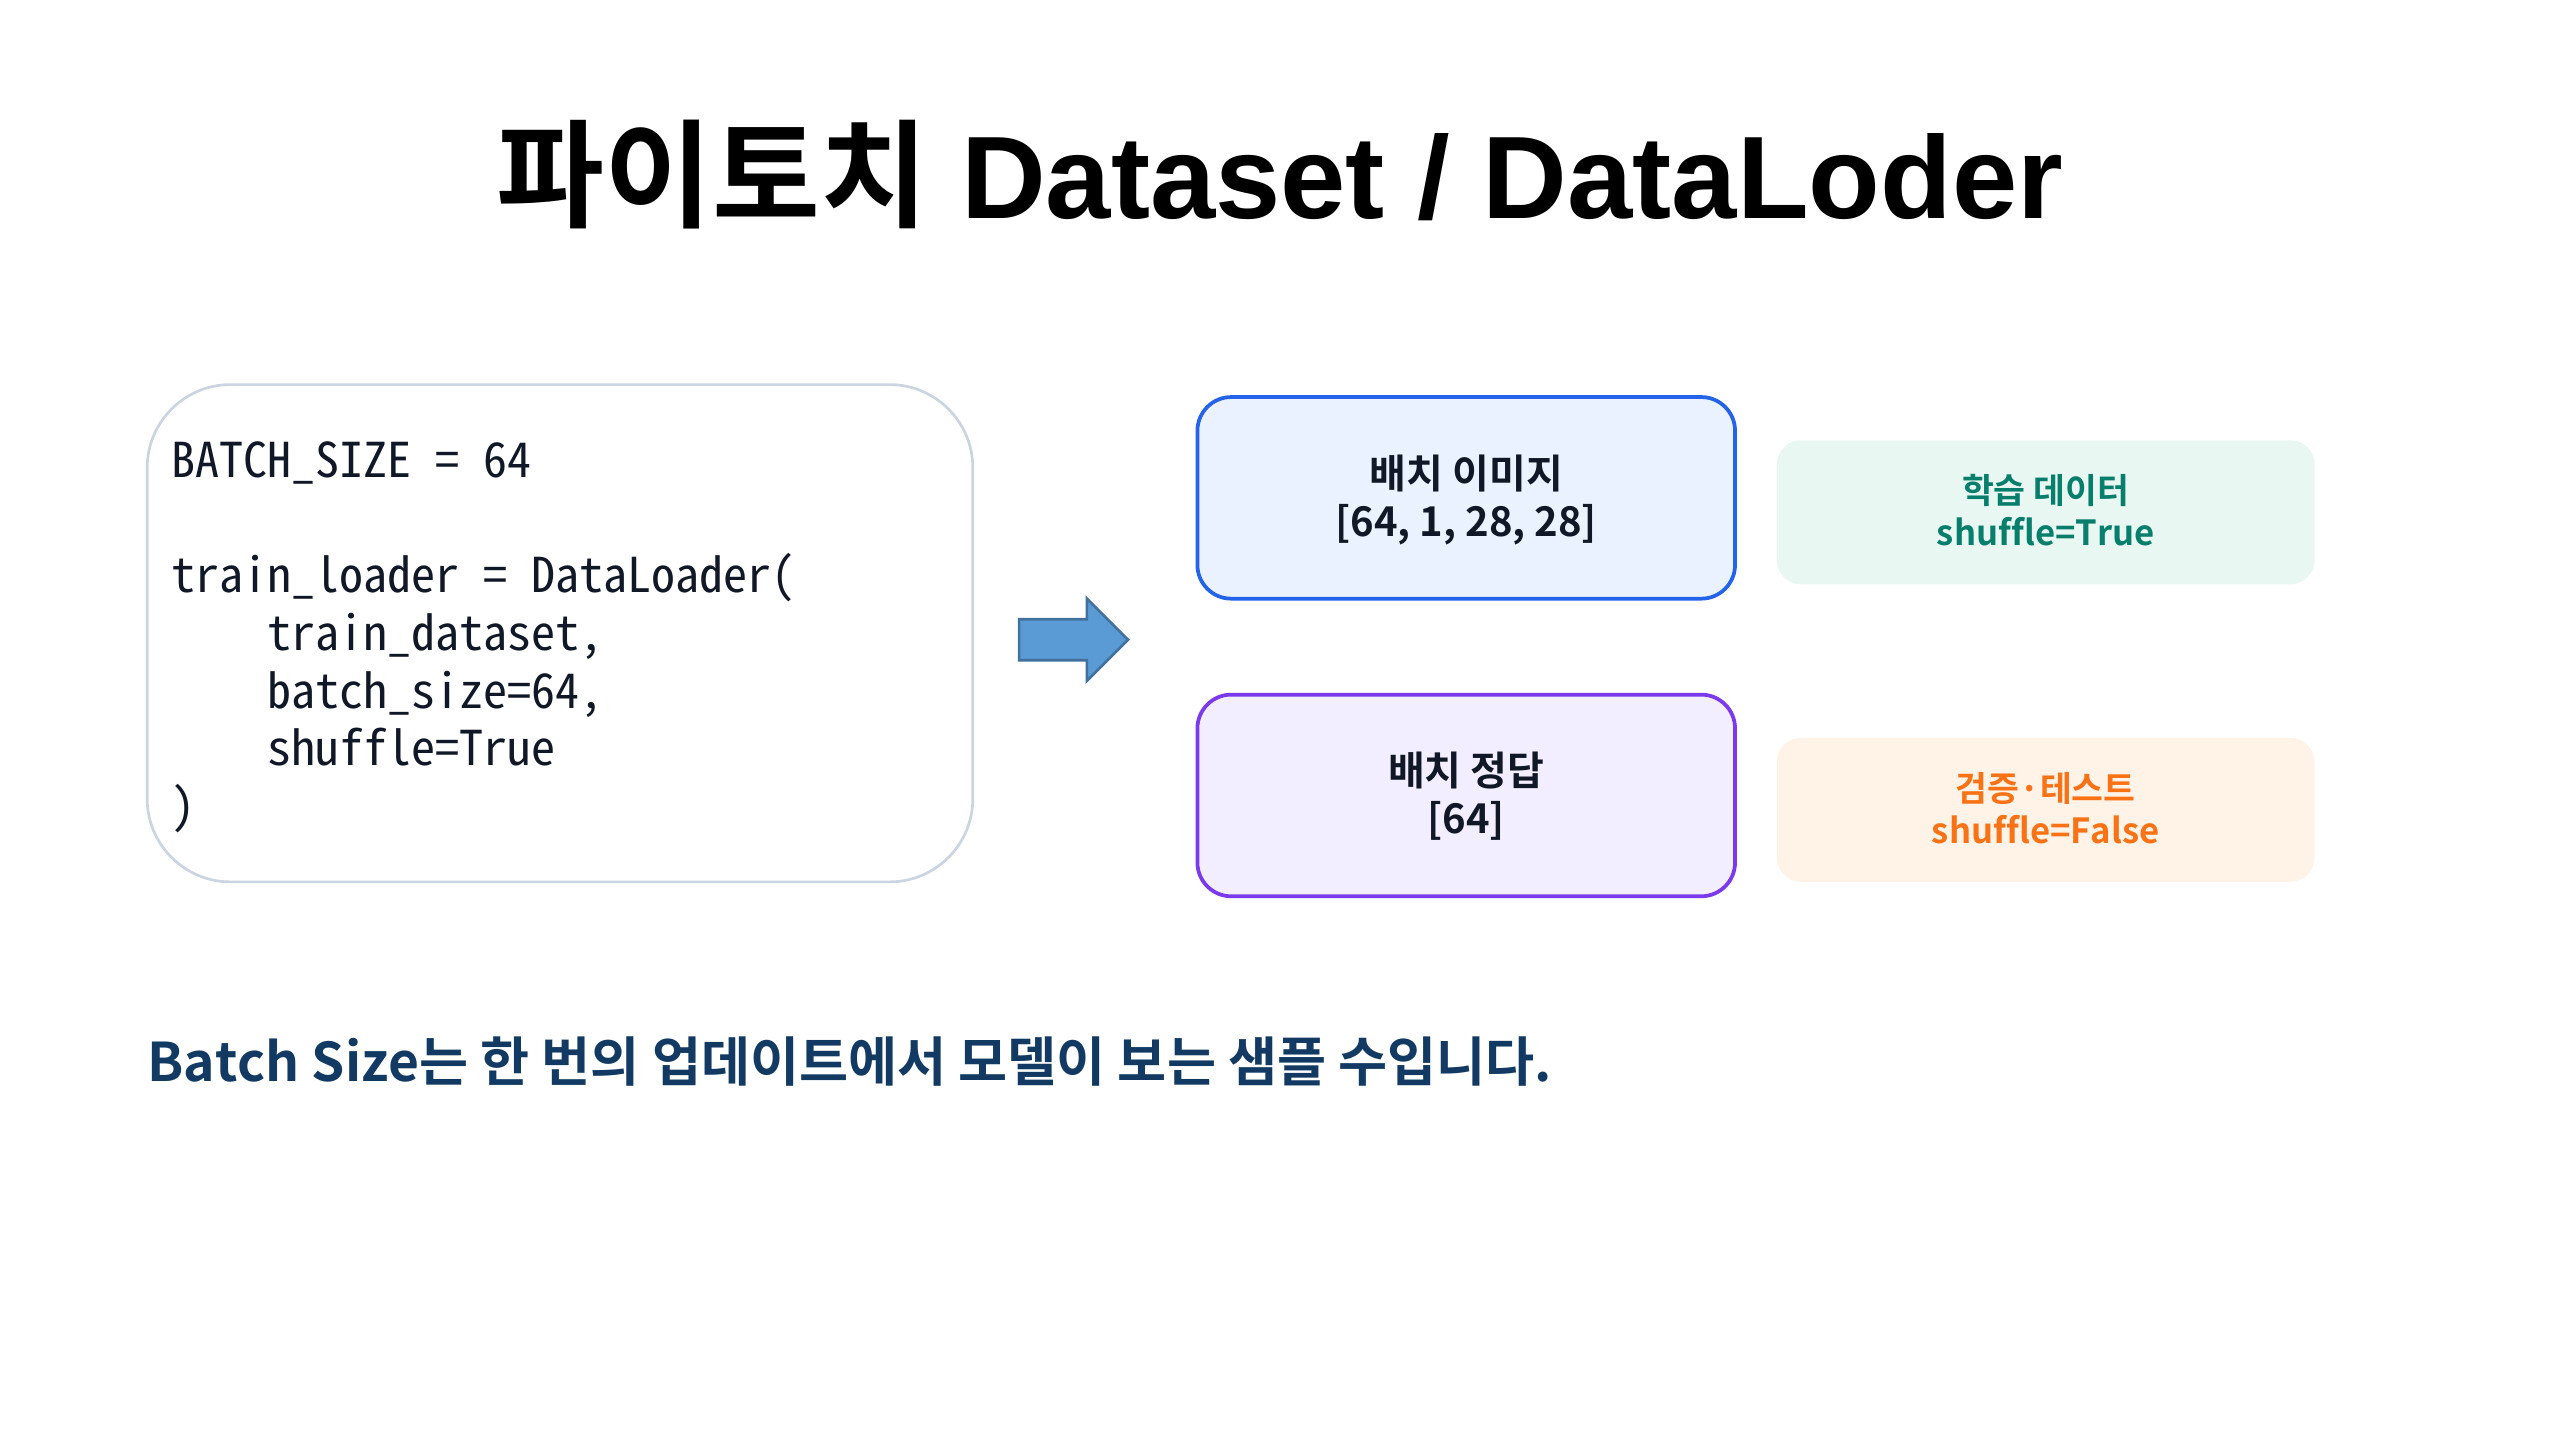 파이토치 Dataset / DataLoder
BATCH_SIZE = 64
train_loader = DataLoader(
    train_dataset,
    batch_size=64,
    shuffle=True
)
배치 이미지
[64, 1, 28, 28]
학습 데이터
shuffle=True
배치 정답
[64]
검증·테스트
shuffle=False
Batch Size는 한 번의 업데이트에서 모델이 보는 샘플 수입니다.